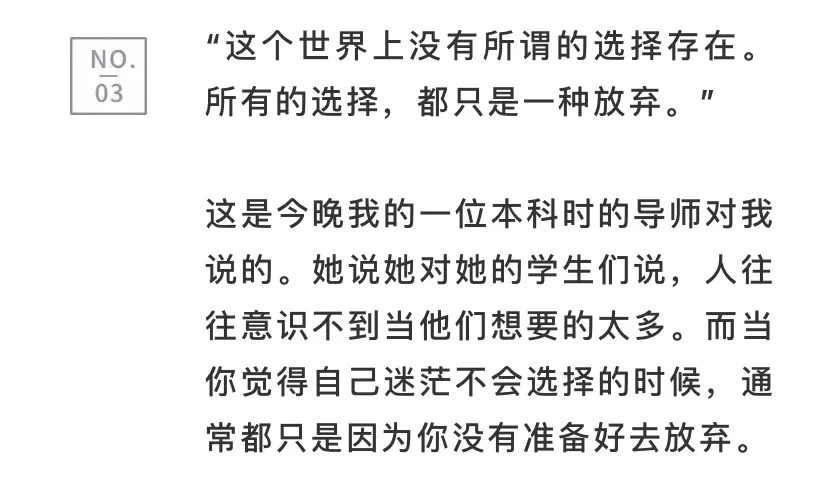 NO.
03
“这个世界上没有所谓的选择存在。
所有的选择，都只是一种放弃。”
这是今晚我的一位本科时的导师对我
说的。她说她对她的学生们说，人往
往意识不到当他们想要的太多。而当
你觉得自己迷茫不会选择的时候，通
常都只是因为你没有准备好去放弃。